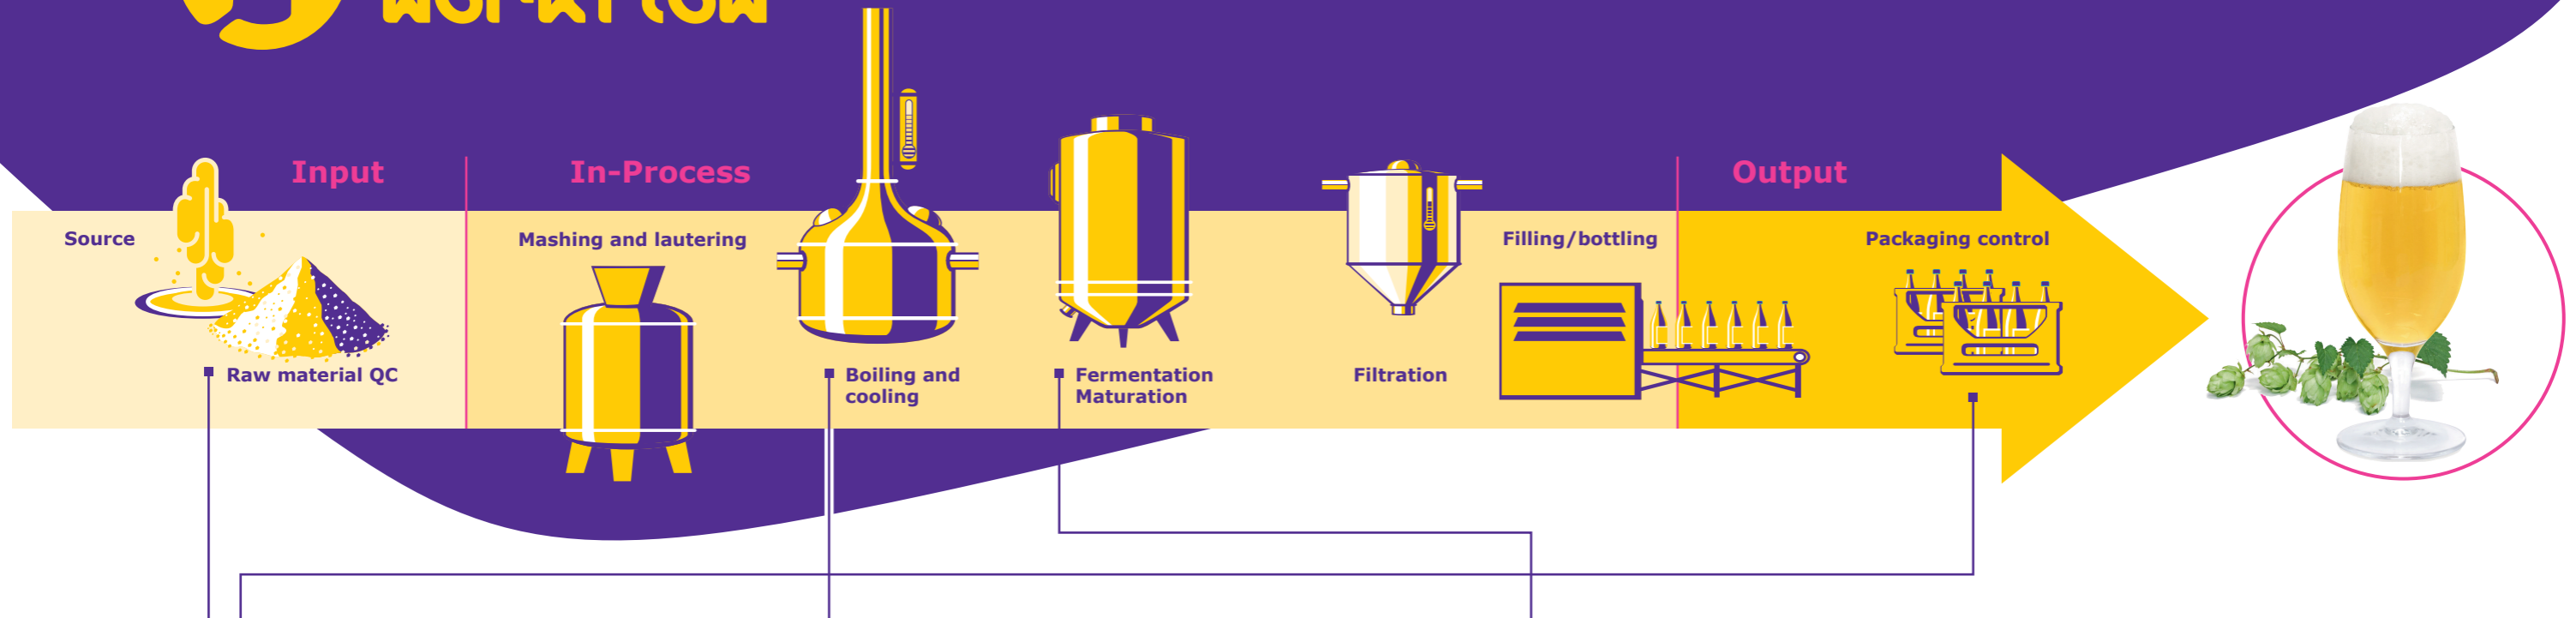 WORKFLOW
Input
In-Process
Output
Source
Mashing and lautering
Filling/bottling
Packaging control
Raw material QC
Boiling and
cooling
Fermentation
Maturation
Filtration